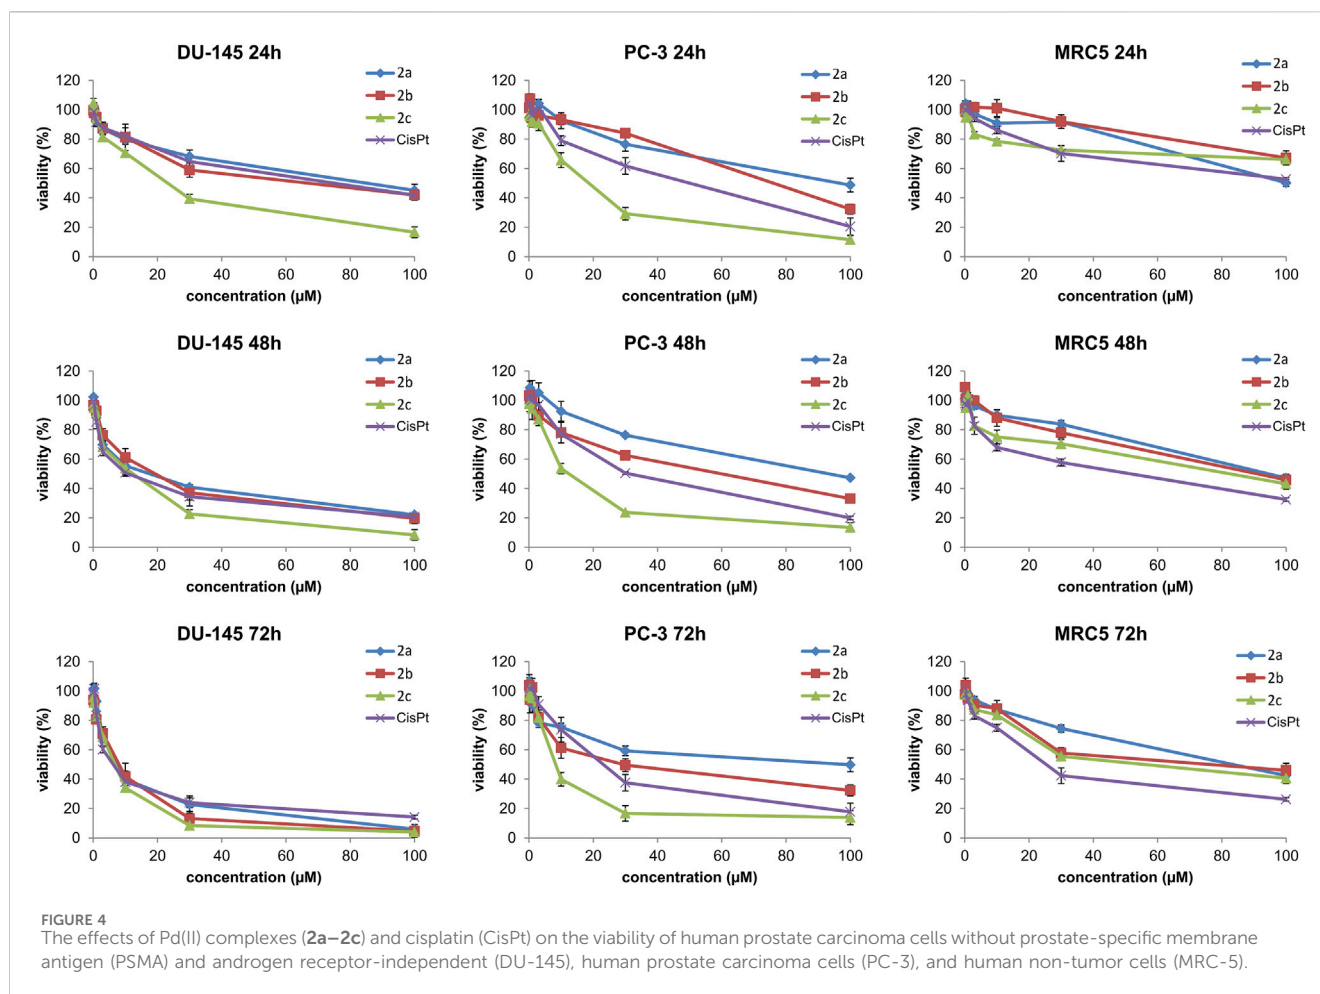 DU-145 24h
120
100
80
60
40
20
0
viability (%)
0 20 40 60 80 100
concentration (µM)
2a
2b
2c
CisPt
PC-3 24h
120
100
80
60
40
20
0
viability (%)
0 20 40 60 80 100
concentration (µM)
2a
2b
2c
CisPt
MRC5 24h
120
100
80
60
40
20
0
viability (%)
0 20 40 60 80 100
concentration (µM)
2a
2b
2c
CisPt
DU-145 48h
120
100
80
60
40
20
0
viability (%)
0 20 40 60 80 100
concentration (µM)
2a
2b
2c
CisPt
PC-3 48h
120
100
80
60
40
20
0
viability (%)
0 20 40 60 80 100
concentration (µM)
2a
2b
2c
CisPt
MRC5 48h
120
100
80
60
40
20
0
viability (%)
0 20 40 60 80 100
concentration (µM)
2a
2b
2c
CisPt
DU-145 72h
120
100
80
60
40
20
0
viability (%)
0 20 40 60 80 100
concentration (µM)
2a
2b
2c
CisPt
PC-3 72h
120
100
80
60
40
20
0
viability (%)
0 20 40 60 80 100
concentration (µM)
2a
2b
2c
CisPt
MRC5 72h
120
100
80
60
40
20
0
viability (%)
0 20 40 60 80 100
concentration (µM)
2a
2b
2c
CisPt
FIGURE 4
The effects of Pd(II) complexes (2a–2c) and cisplatin (CisPt) on the viability of human prostate carcinoma cells without prostate-specific membrane
antigen (PSMA) and androgen receptor-independent (DU-145), human prostate carcinoma cells (PC-3), and human non-tumor cells (MRC-5).